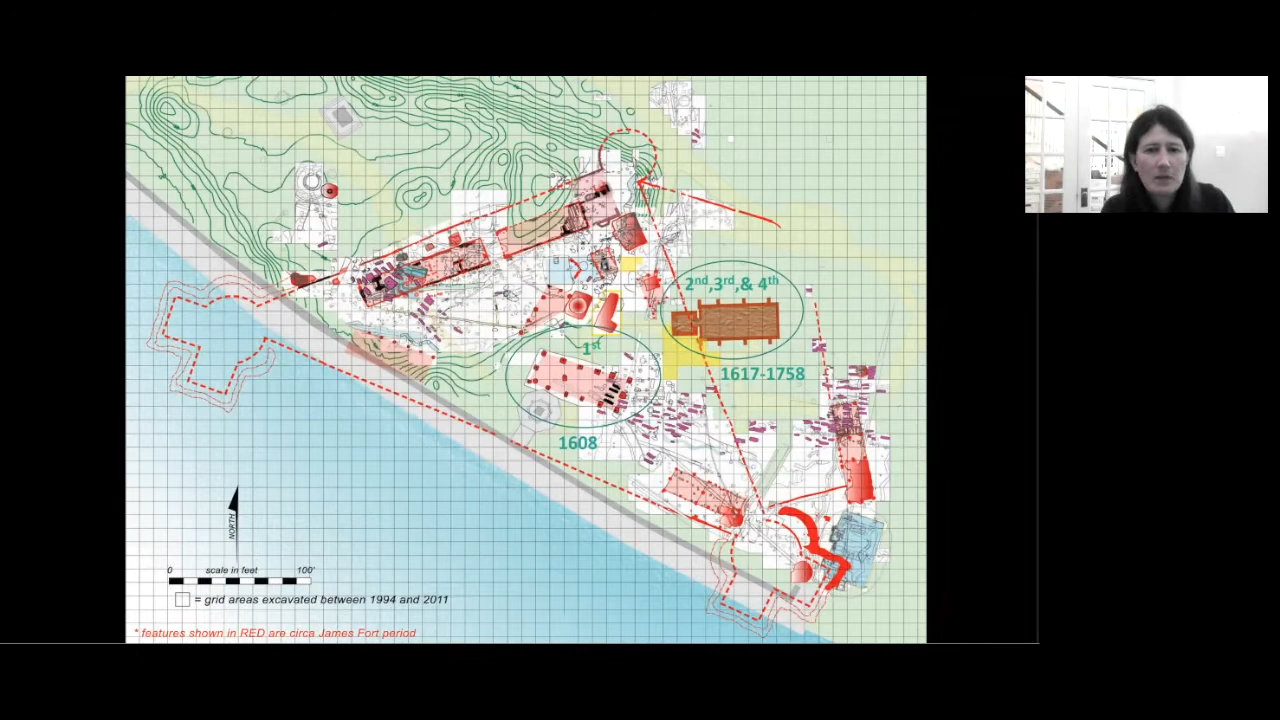 2nd,3rd,& 4th
1st
1617-1758
1608
NORTH
0 scale in feet 100'
= grid areas excavated between 1994 and 2011
* features shown in RED are circa James Fort period